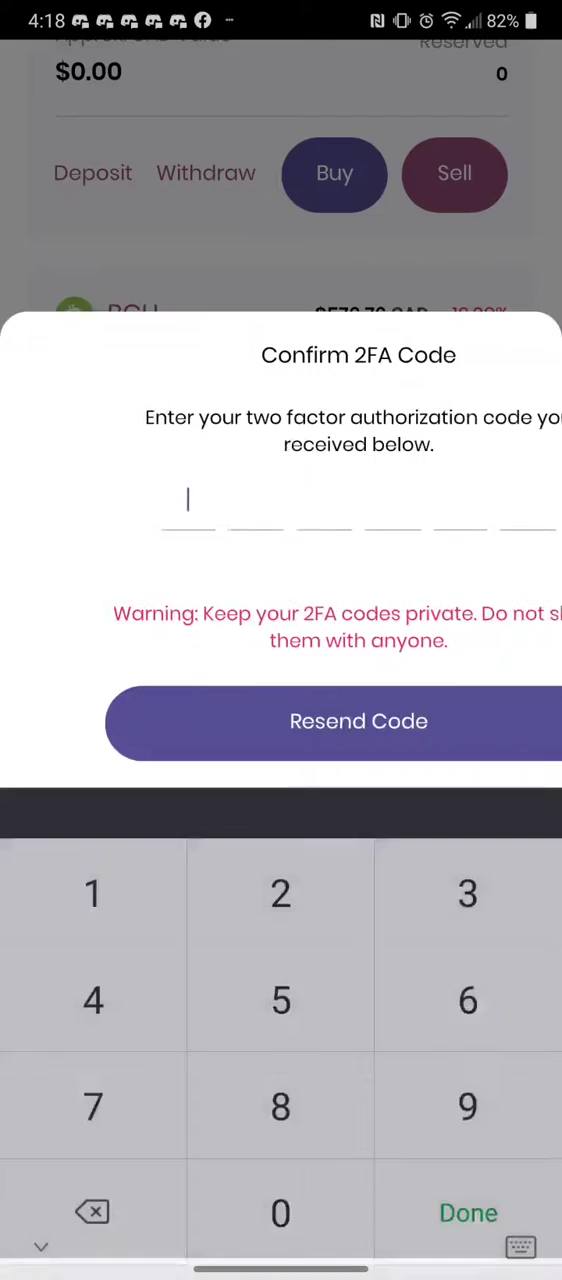 4:18 82%
Reserved
$0.00 0
Deposit Withdraw Buy Sell
Confirm 2FA Code
Enter your two factor authorization code yo
received below.
Warning: Keep your 2FA codes private. Do not s
them with anyone.
Resend Code
1 2 3
4 5 6
7 8 9
0 Done